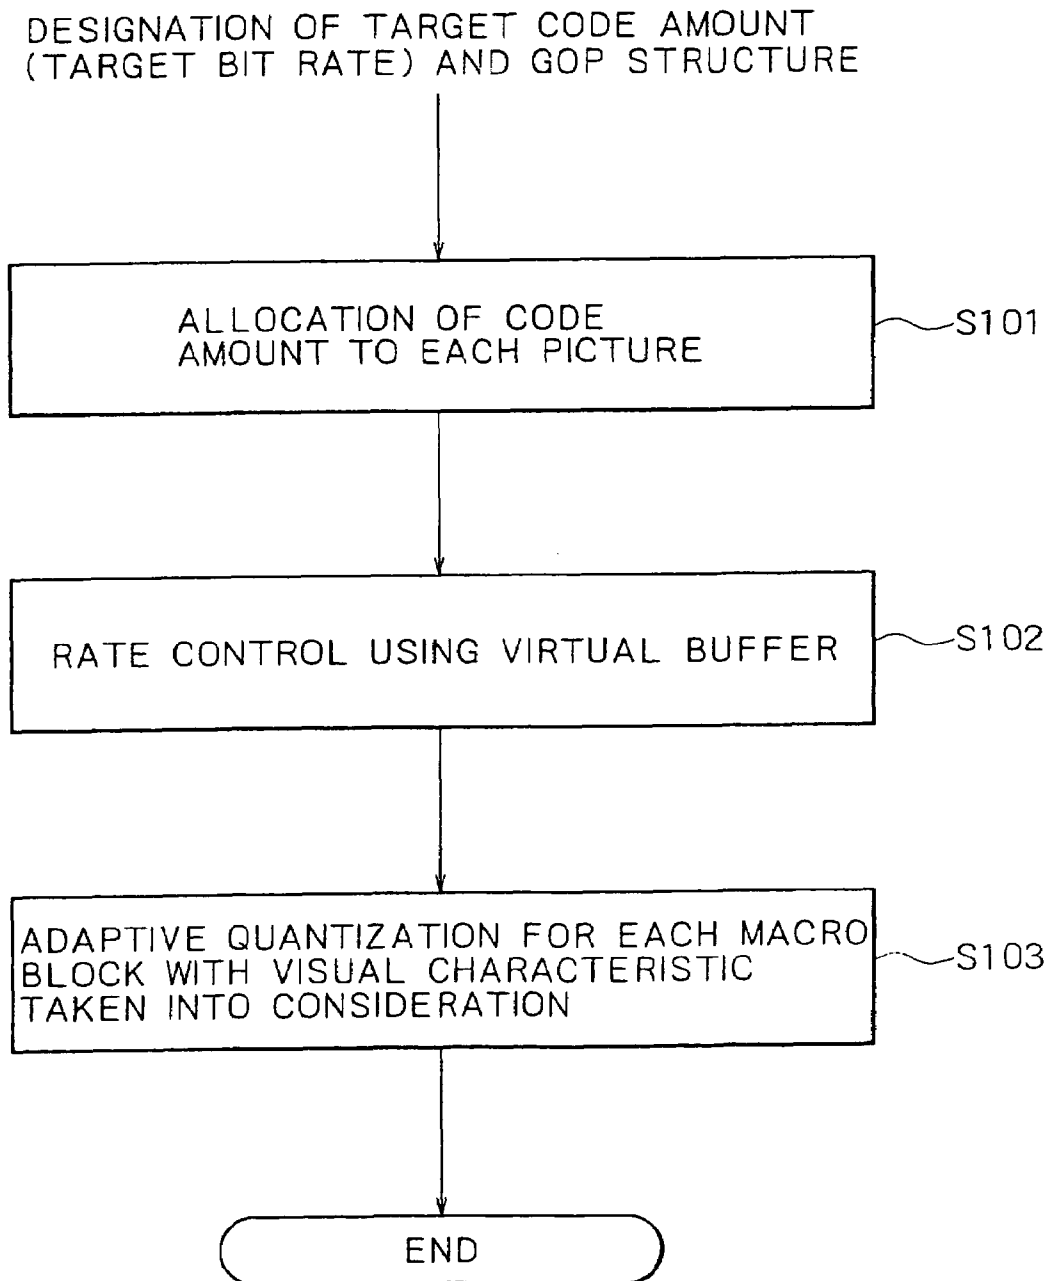 DESIGNATION OF TARGET CODE AMOUNT
(TARGET BIT RATE) AND GOP STRUCTURE
ALLOCATION OF CODE
AMOUNT TO EACH PICTURE
S101
RATE CONTROL USING VIRTUAL BUFFER
S102
ADAPTIVE QUANTIZATION FOR EACH MACRO
BLOCK WITH VISUAL CHARACTERISTIC
TAKEN INTO CONSIDERATION
S103
END